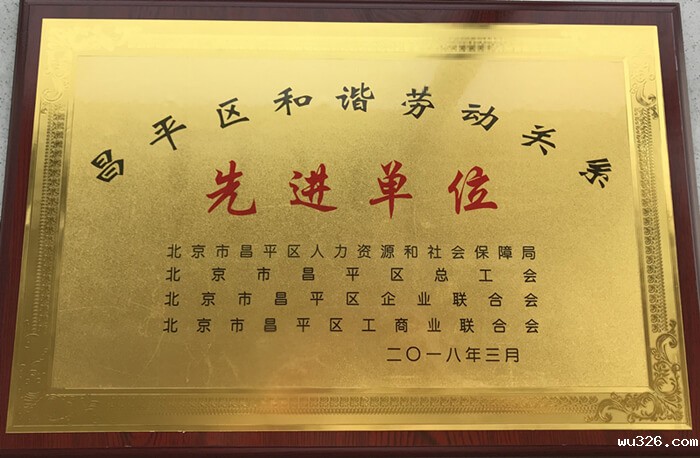 昌平区和谐劳动关系
先进单位
北京市昌平区人力资源和社会保障局
北京市昌平区总工会
北京市昌平区企业联合会
北京市昌平区工商业联合会
二〇一八年三月
wu326.com